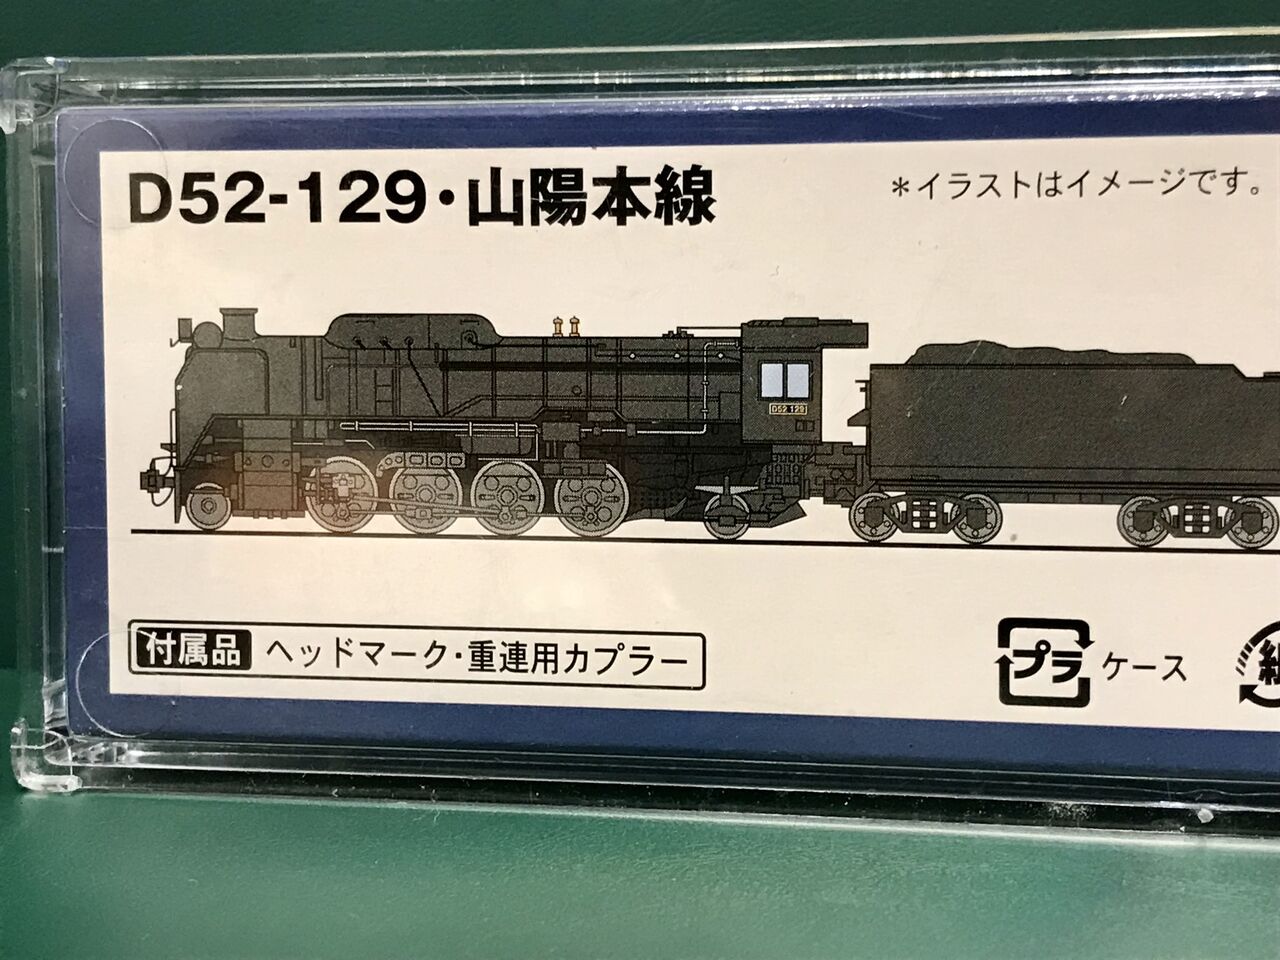 D52-129・山陽本線
＊イラストはイメージです。
D52 129
付属品 ヘッドマーク・重連用カプラー
プラ ケース